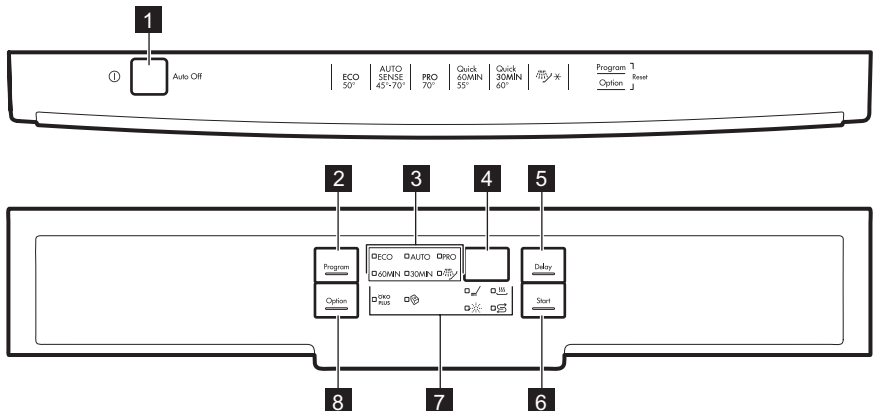 1
Auto Off
ECO 50°
AUTO SENSE 45°-70°
PRO 70°
Quick 60MIN 55°
Quick 30MIN 60°
Program
Option
Reset
2
3
4
5
Program
ECO AUTO PRO
60MIN 30MIN
Delay
Option
ÖKO PLUS
Start
8
7
6